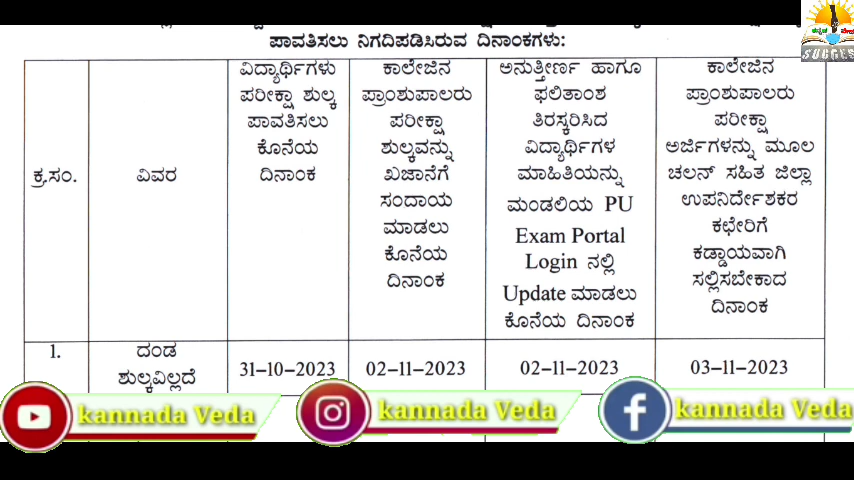 ಪಾವತಿಸಲು ನಿಗದಿಪಡಿಸಿರುವ ದಿನಾಂಕಗಳು:
ಕ್ರ.ಸಂ.
ವಿವರ
ವಿದ್ಯಾರ್ಥಿಗಳು
ಪರೀಕ್ಷಾ ಶುಲ್ಕ
ಪಾವತಿಸಲು
ಕೊನೆಯ
ದಿನಾಂಕ
ಕಾಲೇಜಿನ
ಪ್ರಾಂಶುಪಾಲರು
ಪರೀಕ್ಷಾ
ಶುಲ್ಕವನ್ನು
ಖಜಾನೆಗೆ
ಸಂದಾಯ
ಮಾಡಲು
ಕೊನೆಯ
ದಿನಾಂಕ
ಅನುತ್ತೀರ್ಣ ಹಾಗೂ
ಫಲಿತಾಂಶ
ತಿರಸ್ಕರಿಸಿದ
ವಿದ್ಯಾರ್ಥಿಗಳ
ಮಾಹಿತಿಯನ್ನು
ಮಂಡಲಿಯ PU
Exam Portal
Login ನಲ್ಲಿ
Update ಮಾಡಲು
ಕೊನೆಯ ದಿನಾಂಕ
ಕಾಲೇಜಿನ
ಪ್ರಾಂಶುಪಾಲರು
ಪರೀಕ್ಷಾ
ಅರ್ಜಿಗಳನ್ನು ಮೂಲ
ಚಲನ್ ಸಹಿತ ಜಿಲ್ಲಾ
ಉಪನಿರ್ದೇಶಕರ
ಕಛೇರಿಗೆ
ಕಡ್ಡಾಯವಾಗಿ
ಸಲ್ಲಿಸಬೇಕಾದ
ದಿನಾಂಕ
1.
ದಂಡ
ಶುಲ್ಕವಿಲ್ಲದೆ
31-10-2023
02-11-2023
02-11-2023
03-11-2023
kannada Veda
kannada Veda
kannada Veda
SUCCES